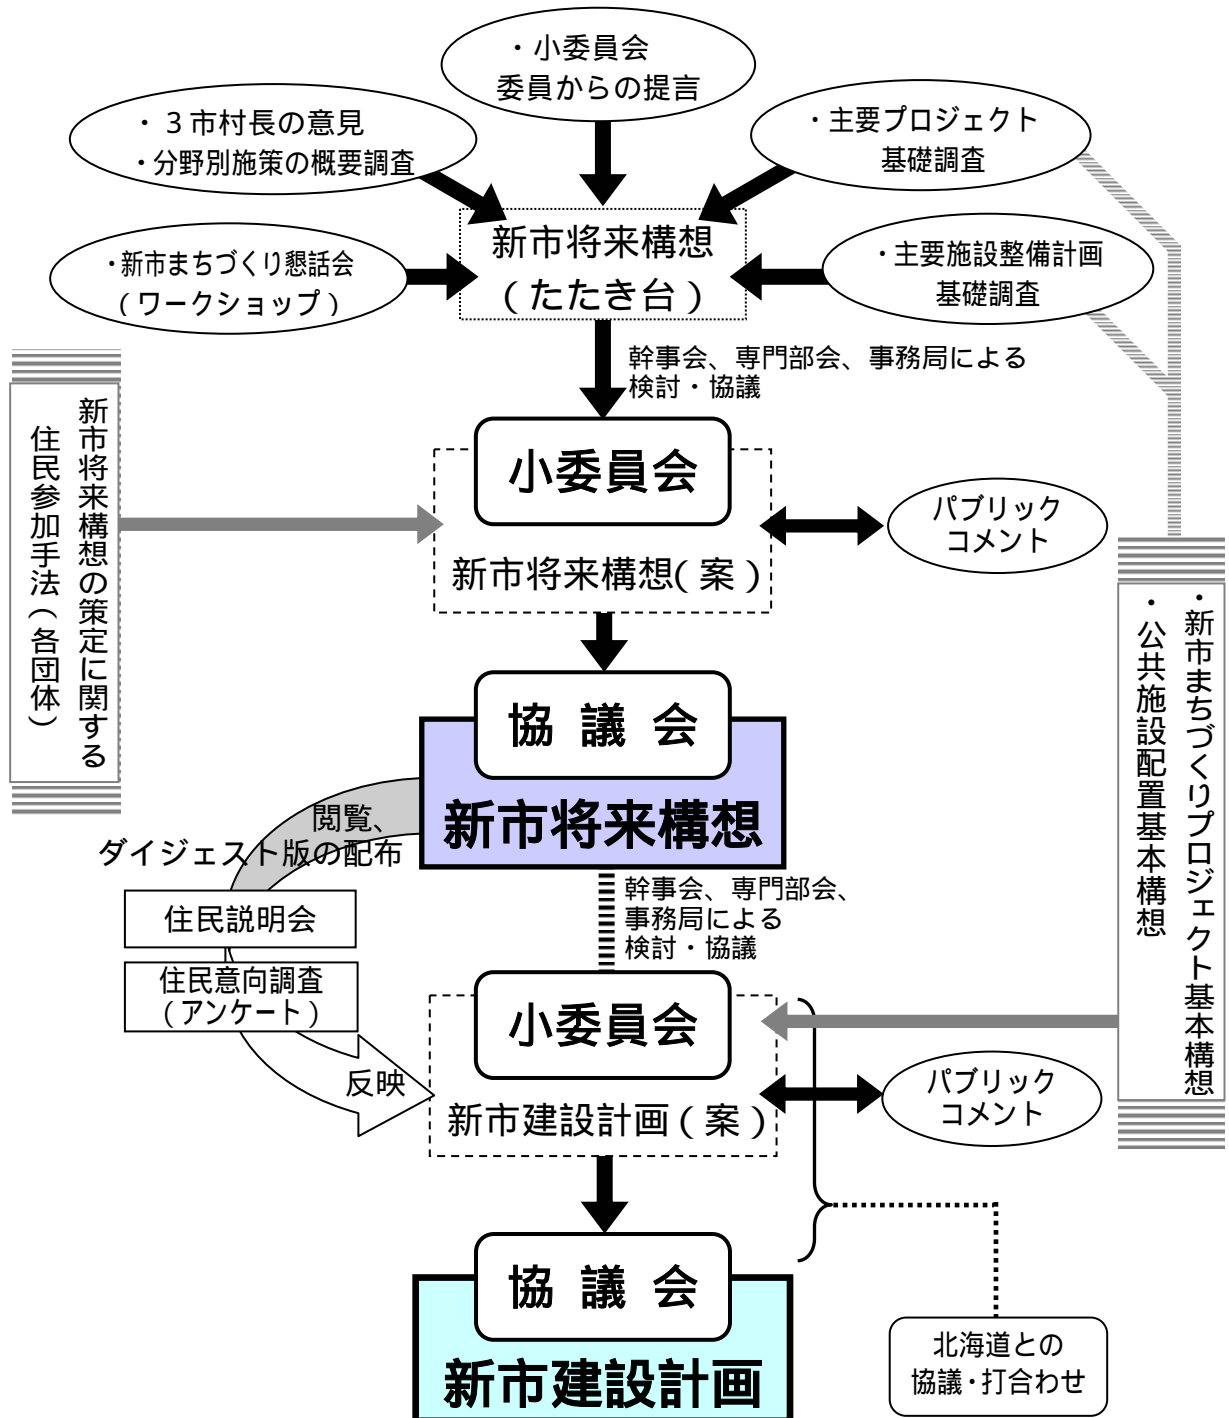 ・小委員会
委員からの提言
・３市村長の意見
・分野別施策の概要調査
・主要プロジェクト
基礎調査
・新市まちづくり懇話会
（ワークショップ）
新市将来構想
（たたき台）
・主要施設整備計画
基礎調査
幹事会、専門部会、事務局による
検討・協議
新市将来構想の策定に関する
住民参加手法（各団体）
小委員会
新市将来構想（案）
パブリック
コメント
・新市まちづくりプロジェクト基本構想
・公共施設配置基本構想
協議会
新市将来構想
閲覧、
ダイジェスト版の配布
住民説明会
住民意向調査
（アンケート）
反映
幹事会、専門部会、
事務局による
検討・協議
小委員会
新市建設計画（案）
パブリック
コメント
協議会
新市建設計画
北海道との
協議・打合わせ